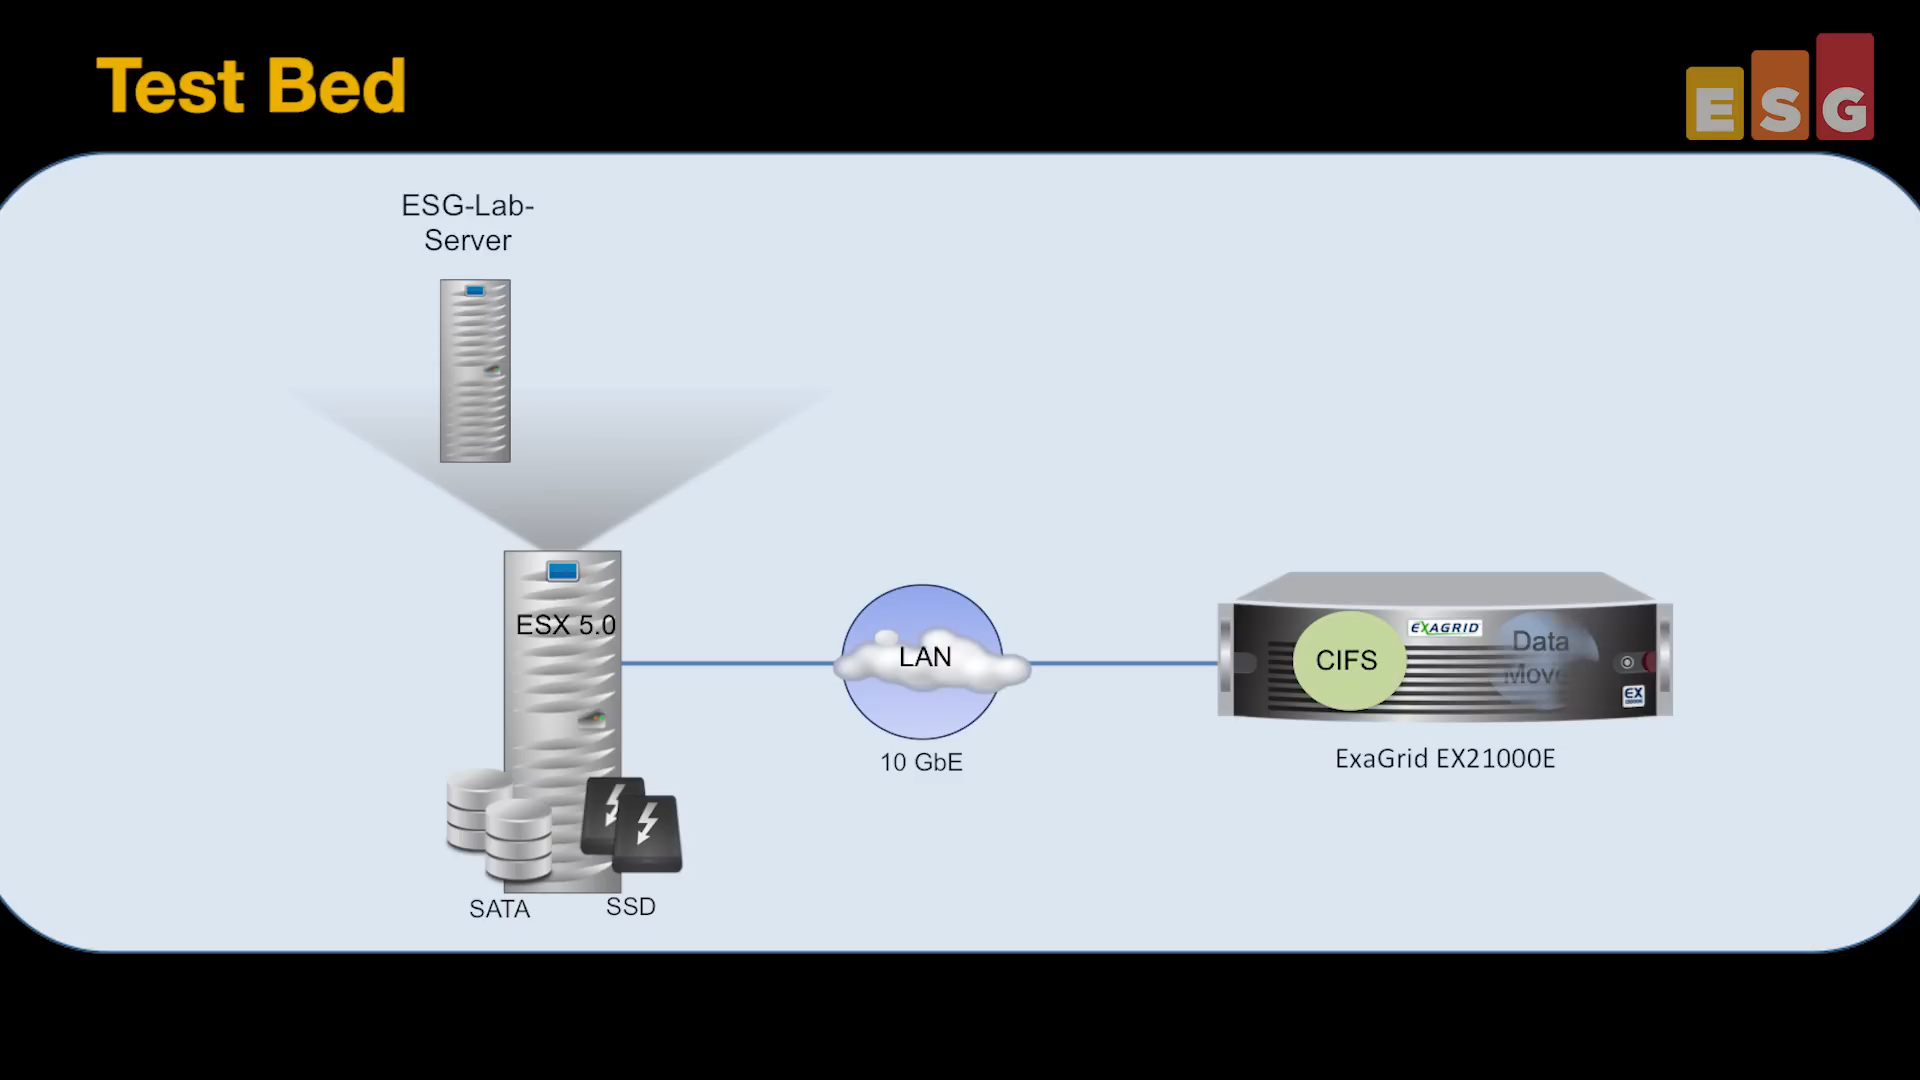 Test Bed
ESG
ESG-Lab-
Server
ESX 5.0
LAN
10 GbE
CIFS
EXAGRID
Data
EX
ExaGrid EX21000E
SATA
SSD